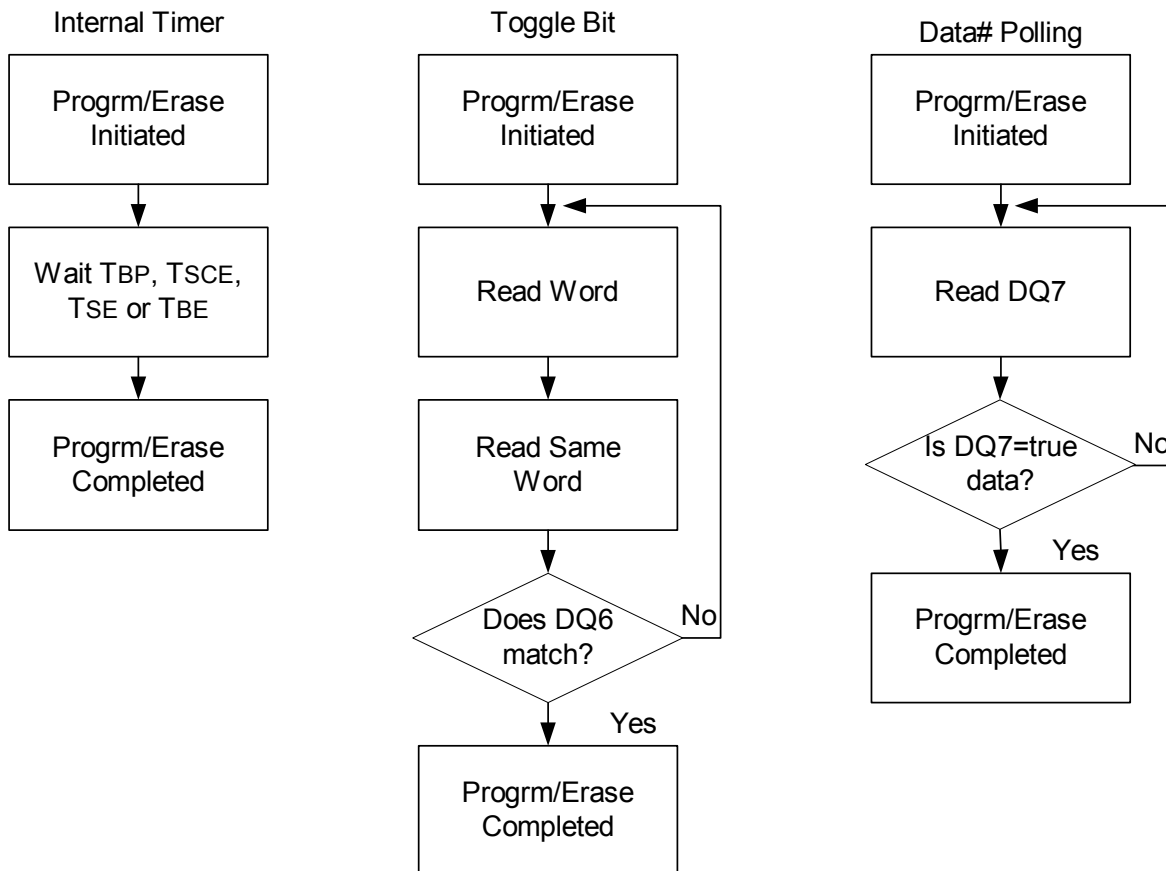 Internal Timer
Progrm/Erase
Initiated
Wait TBP, TSCE,
TSE or TBE
Progrm/Erase
Completed
Toggle Bit
Progrm/Erase
Initiated
Read Word
Read Same
Word
Does DQ6
match?
No
Yes
Progrm/Erase
Completed
Data# Polling
Progrm/Erase
Initiated
Read DQ7
Is DQ7=true
data?
No
Yes
Progrm/Erase
Completed